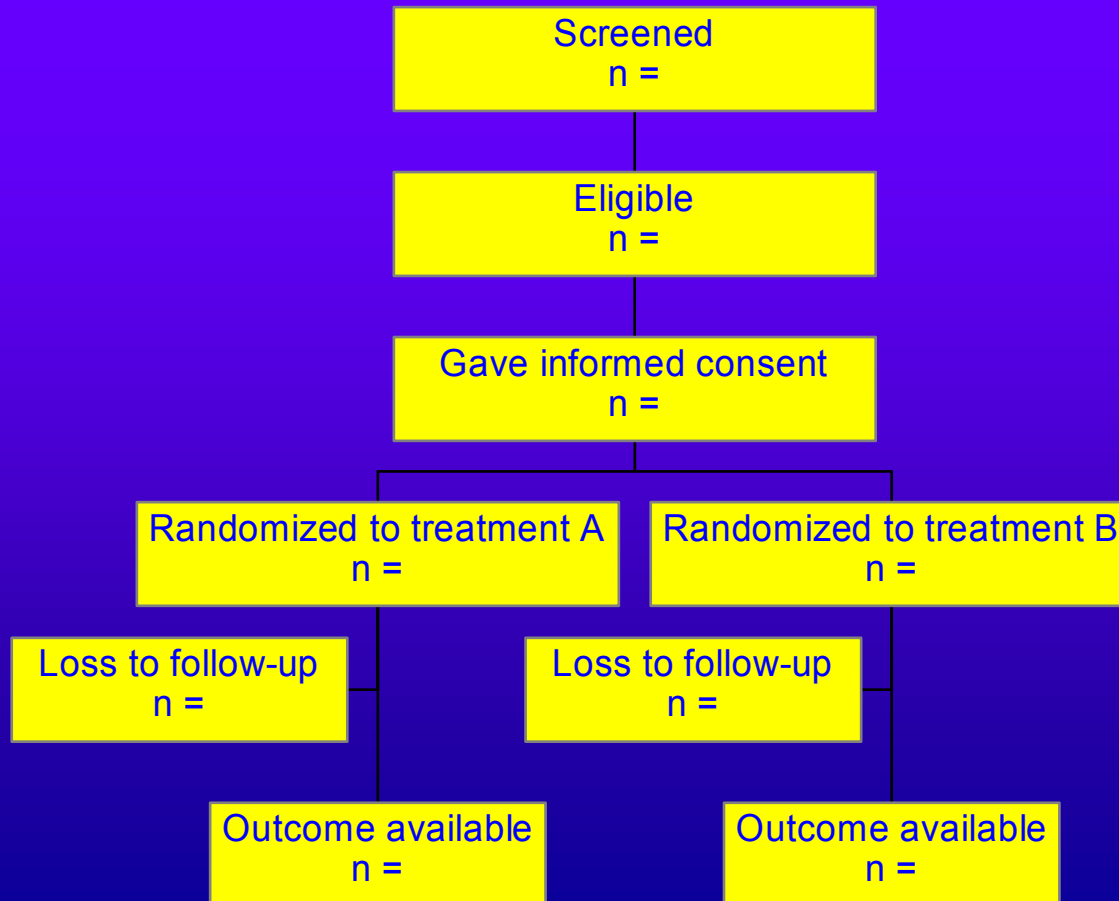 Screened
n =
Eligible
n =
Gave informed consent
n =
Randomized to treatment A
n =
Randomized to treatment B
n =
Loss to follow-up
n =
Loss to follow-up
n =
Outcome available
n =
Outcome available
n =